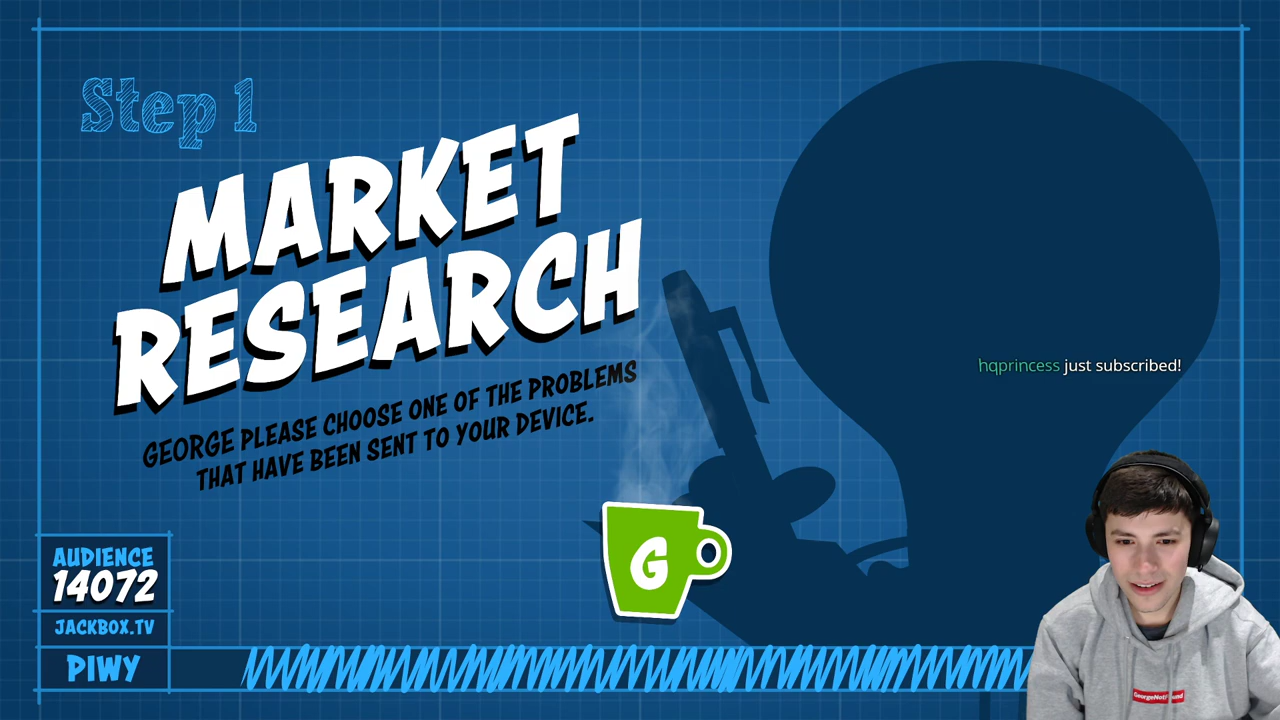 Step 1
MARKET
RESEARCH
GEORGE PLEASE CHOOSE ONE OF THE PROBLEMS
THAT HAVE BEEN SENT TO YOUR DEVICE.
hqprincess just subscribed!
G
AUDIENCE
14072
JACKBOX.TV
PIWY
GeorgeNotFound